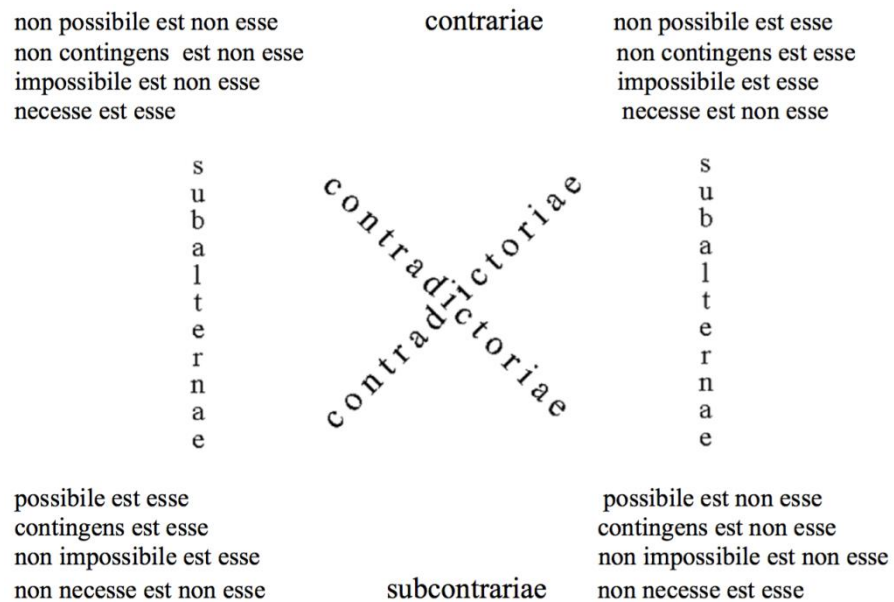 non possibile est non esse
non contingens est non esse
impossibile est non esse
necesse est esse
contrariae
non possibile est esse
non contingens est esse
impossibile est esse
necesse est non esse
subalternae
contradictoriae
contradictoriae
subalternae
possibile est esse
contingens est esse
non impossibile est esse
non necesse est non esse
subcontrariae
possibile est non esse
contingens est non esse
non impossibile est non esse
non necesse est esse